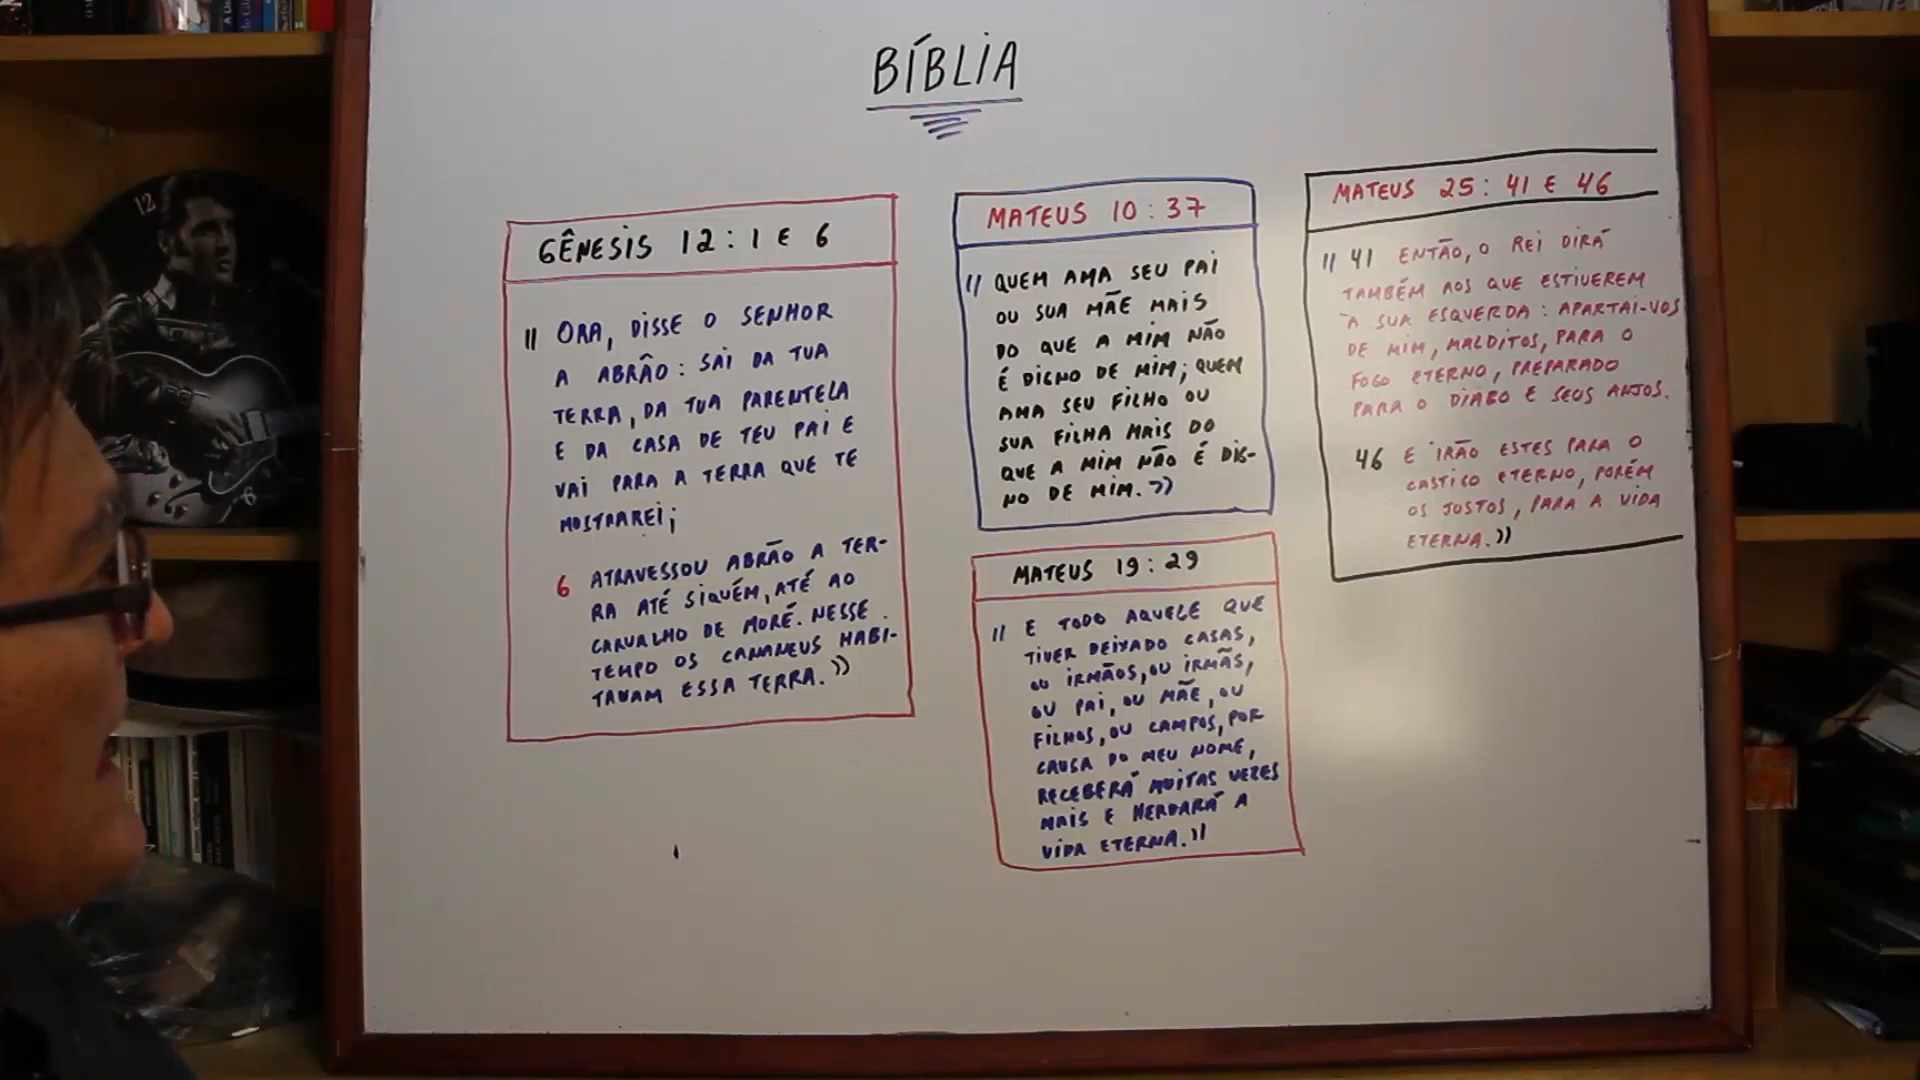 BÍBLIA
GÊNESIS 12:1 E 6
" ORA, DISSE O SENHOR
A ABRÃO: SAI DA TUA
TERRA, DA TUA PARENTELA
E DA CASA DE TEU PAI E
VAI PARA A TERRA QUE TE
MOSTRAREI;
6 ATRAVESSOU ABRÃO A TER-
RA ATÉ SIQUÉM, ATÉ AO
CARVALHO DE MORÉ. NESSE
TEMPO OS CANANEUS HABI-
TAVAM ESSA TERRA."
MATEUS 10:37
" QUEM AMA SEU PAI
OU SUA MÃE MAIS
DO QUE A MIM NÃO
É DIGNO DE MIM; QUEM
AMA SEU FILHO OU
SUA FILHA MAIS DO
QUE A MIM NÃO É DIG-
NO DE MIM."
MATEUS 19:29
" E TODO AQUELE QUE
TIVER DEIXADO CASAS,
OU IRMÃOS, OU IRMÃS,
OU PAI, OU MÃE, OU
FILHOS, OU CAMPOS, POR
CAUSA DO MEU NOME,
RECEBERÁ MUITAS VEZES
MAIS E HERDARÁ A
VIDA ETERNA."
MATEUS 25:41 E 46
" 41 ENTÃO, O REI DIRÁ
TAMBÉM AOS QUE ESTIVEREM
À SUA ESQUERDA: APARTAI-VOS
DE MIM, MALDITOS, PARA O
FOGO ETERNO, PREPARADO
PARA O DIABO E SEUS ANJOS.
46 E IRÃO ESTES PARA O
CASTIGO ETERNO, PORÉM
OS JUSTOS, PARA A VIDA
ETERNA."
12
6